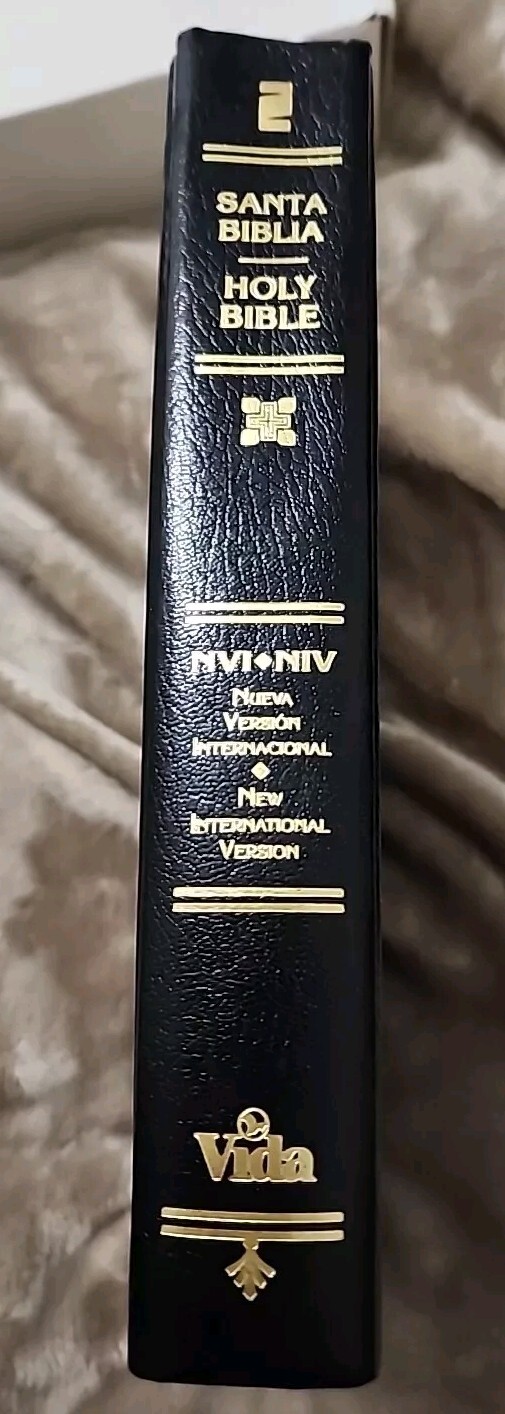 SANTA
BIBLIA
HOLY
BIBLE
NVI◆NIV
NUEVA
VERSIÓN
INTERNACIONAL
◆
NEW
INTERNATIONAL
VERSION
Vida